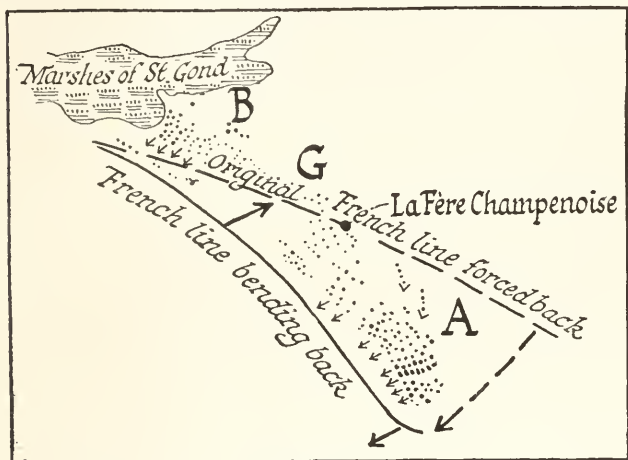 Marshes of St. Gond
B
G
Original French line forced back
La Fère Champenoise
French line bending back
A